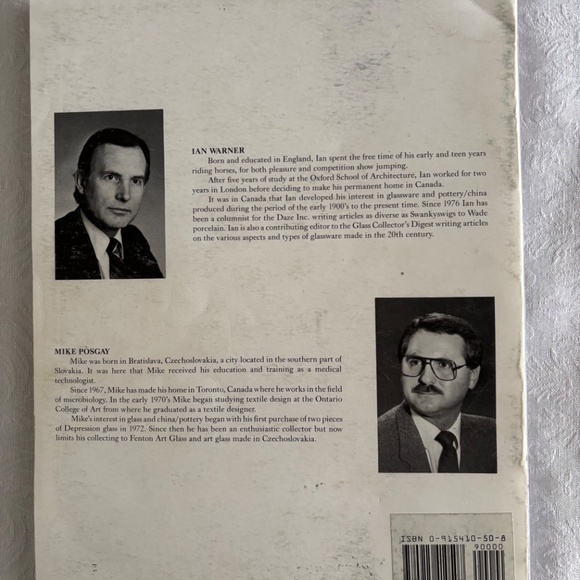 IAN WARNER
Born and educated in England, Ian spent the free time of his early and teen years
riding horses, for both pleasure and competition show jumping.
After five years of study at the Oxford School of Architecture, Ian worked for two
years in London before deciding to make his permanent home in Canada.
It was in Canada that Ian developed his interest in glassware and pottery/china
produced during the period of the early 1900's to the present time. Since 1976 Ian has
been a columnist for the Daze Inc. writing articles as diverse as Swankyswigs to Wade
porcelain. Ian is also a contributing editor to the Glass Collector's Digest writing articles
on the various aspects and types of glassware made in the 20th century.
MIKE POSGAY
Mike was born in Bratislava, Czechoslovakia, a city located in the southern part of
Slovakia. It was here that Mike received his education and training as a medical
technologist.
Since 1967, Mike has made his home in Toronto, Canada where he works in the field
of microbiology. In the early 1970's Mike began studying textile design at the Ontario
College of Art from where he graduated as a textile designer.
Mike's interest in glass and china/pottery began with his first purchase of two pieces
of Depression glass in 1972. Since then he has been an enthusiastic collector but now
limits his collecting to Fenton Art Glass and art glass made in Czechoslovakia.
ISBN 0-915410-50-8
90000